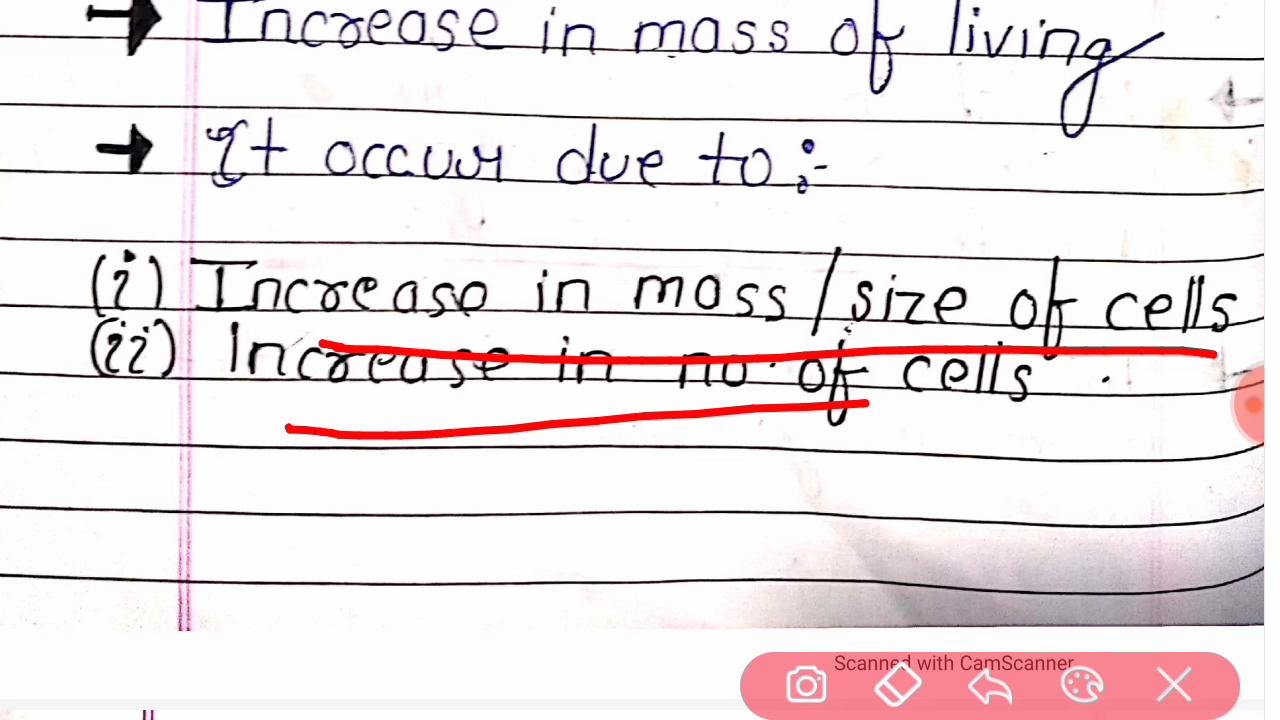 → Increase in mass of living
→ It occur due to :-
(i) Increase in mass/size of cells
(ii) Increase in no. of cells .
Scanned with CamScanner